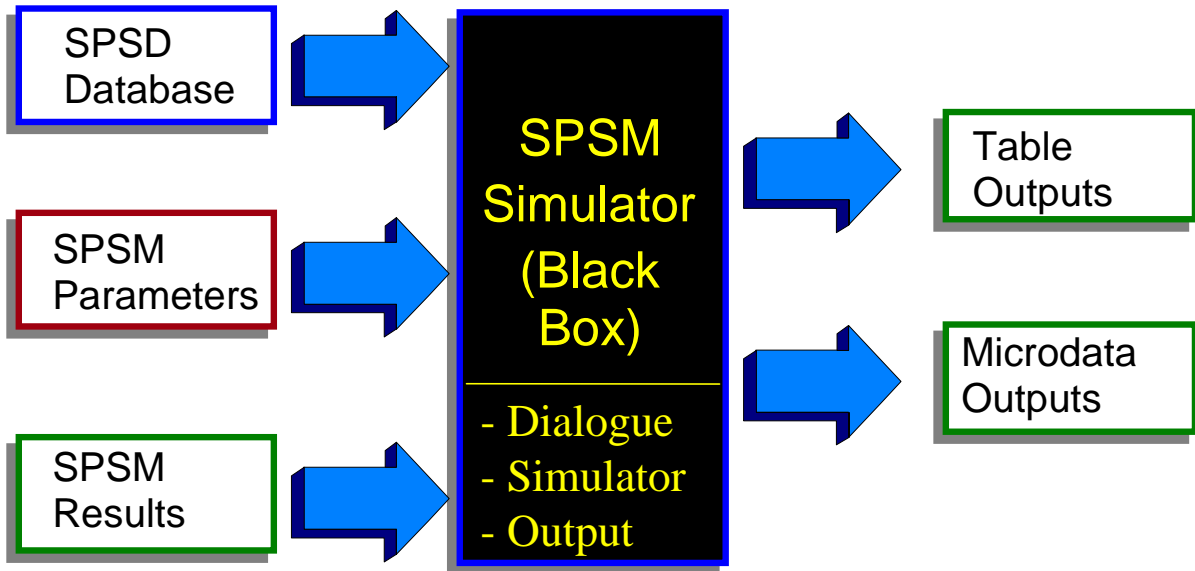 SPSD
Database
SPSM
Parameters
SPSM
Results
SPSM
Simulator
(Black
Box)
- Dialogue
- Simulator
- Output
Table
Outputs
Microdata
Outputs